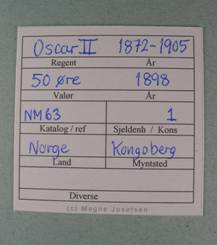 Oscar II 1872-1905
Regent År
50 øre 1898
Valør År
NM63 1
Katalog / ref Sjeldenh / Kons
Norge Kongoberg
Land Myntsted
Diverse
(c) Magne Josefsen